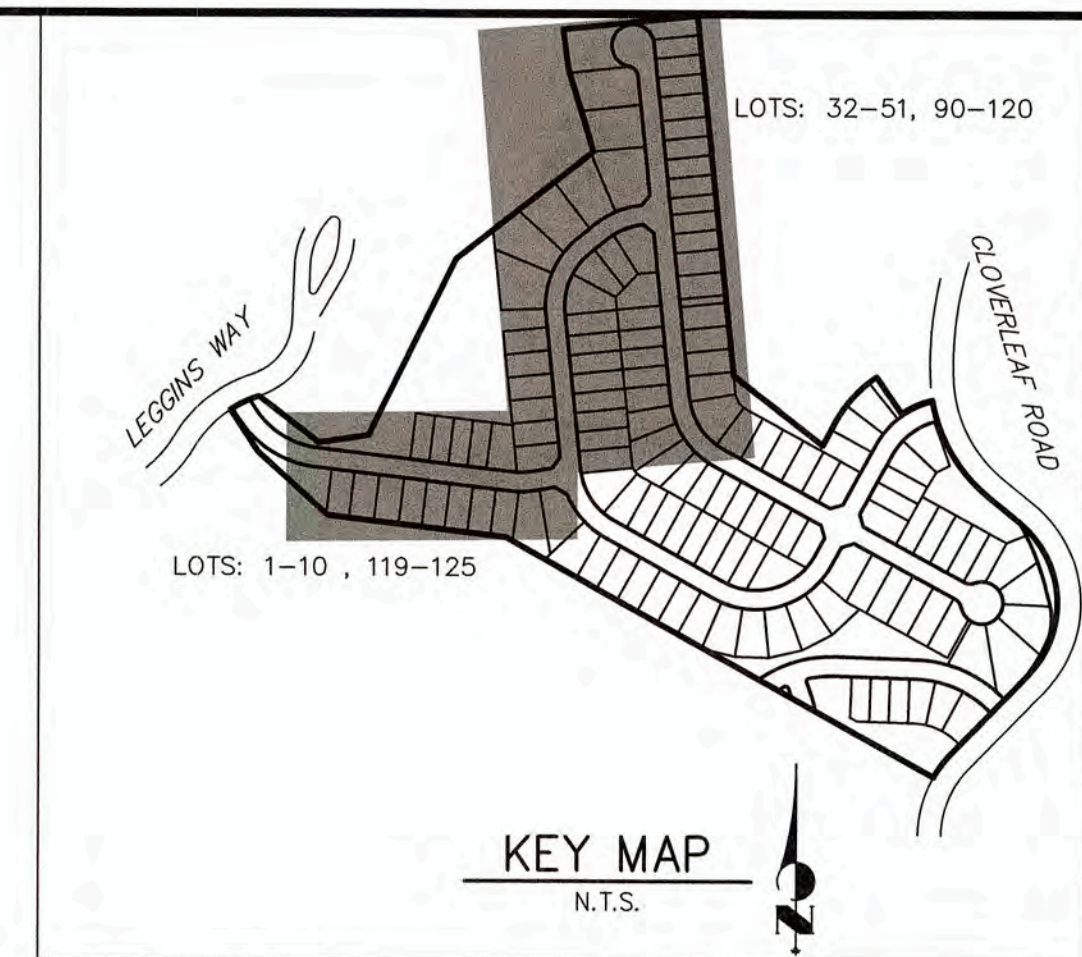 LOTS: 32-51, 90-120
CLOVERLEAF ROAD
LEGGINS WAY
LOTS: 1-10 , 119-125
KEY MAP
N.T.S.
N